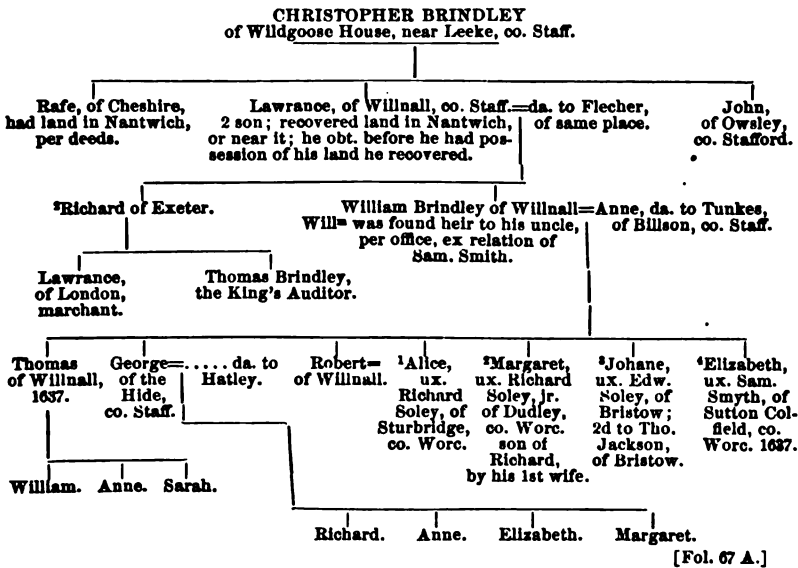 CHRISTOPHER BRINDLEY
of Wildgoose House, near Leeke, co. Staff.
Rafe, of Cheshire,
had land in Nantwich,
per deeds.
Lawrance, of Willnall, co. Staff.=da. to Flecher,
2 son; recovered land in Nantwich,
or near it; he obt. before he had pos-
session of his land he recovered.
of same place.
John,
of Owsley,
co. Stafford.
²Richard of Exeter.
William Brindley of Willnall=Anne, da. to Tunkes,
Will= was found heir to his uncle,
per office, ex relation of
Sam. Smith.
of Billson, co. Staff.
Lawrance,
of London,
marchant.
Thomas Brindley,
the King's Auditor.
Thomas
of Willnall,
1637.
George=..... da. to
of the
Hide,
co. Staff.
Hatley.
Robert=
of Willnall.
¹Alice,
ux.
Richard
Soley, of
Sturbridge,
co. Worc.
²Margaret,
ux. Richard
Soley, jr.
of Dudley,
co. Worc.
son of
Richard,
by his 1st wife.
³Johane,
ux. Edw.
Soley, of
Bristow;
2d to Tho.
Jackson,
of Bristow.
⁴Elizabeth,
ux. Sam.
Smyth, of
Sutton Col-
field, co.
Worc. 1637.
William. Anne. Sarah.
Richard. Anne. Elizabeth. Margaret.
[Fol. 67 A.]